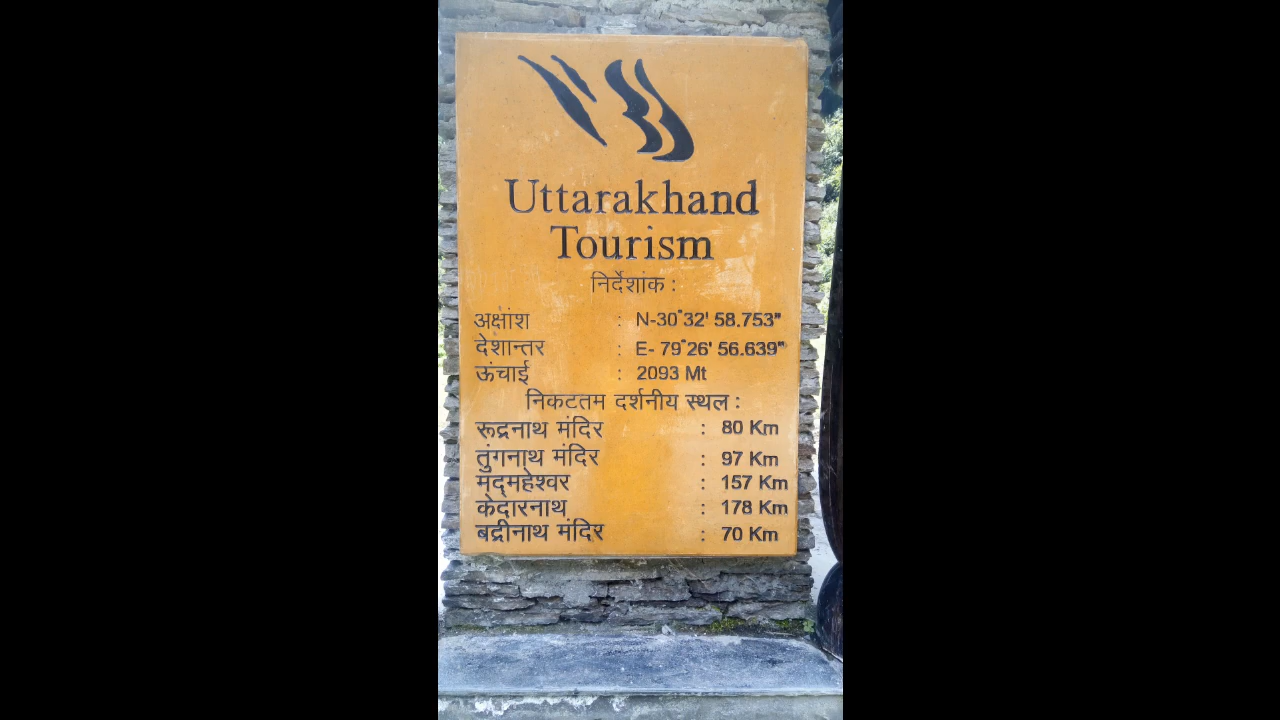 Uttarakhand
Tourism
निर्देशांक :
अक्षांश : N-30°32' 58.753"
देशान्तर : E- 79°26' 56.639"
ऊंचाई : 2093 Mt
निकटतम दर्शनीय स्थल :
रूद्रनाथ मंदिर : 80 Km
तुंगनाथ मंदिर : 97 Km
मद्महेश्वर : 157 Km
केदारनाथ : 178 Km
बद्रीनाथ मंदिर : 70 Km